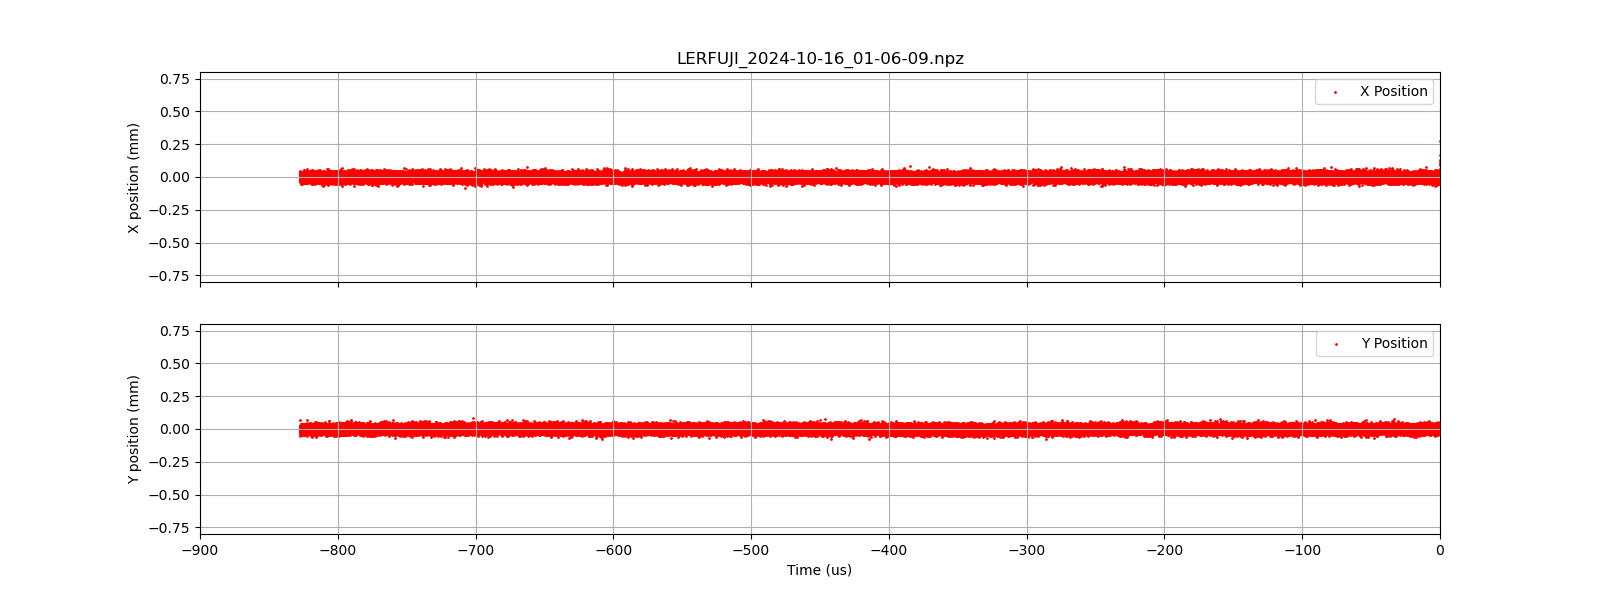 LERFUJI_2024-10-16_01-06-09.npz
X position (mm)
0.75
0.50
0.25
0.00
−0.25
−0.50
−0.75
X Position
Y position (mm)
0.75
0.50
0.25
0.00
−0.25
−0.50
−0.75
Y Position
−900 −800 −700 −600 −500 −400 −300 −200 −100 0
Time (us)